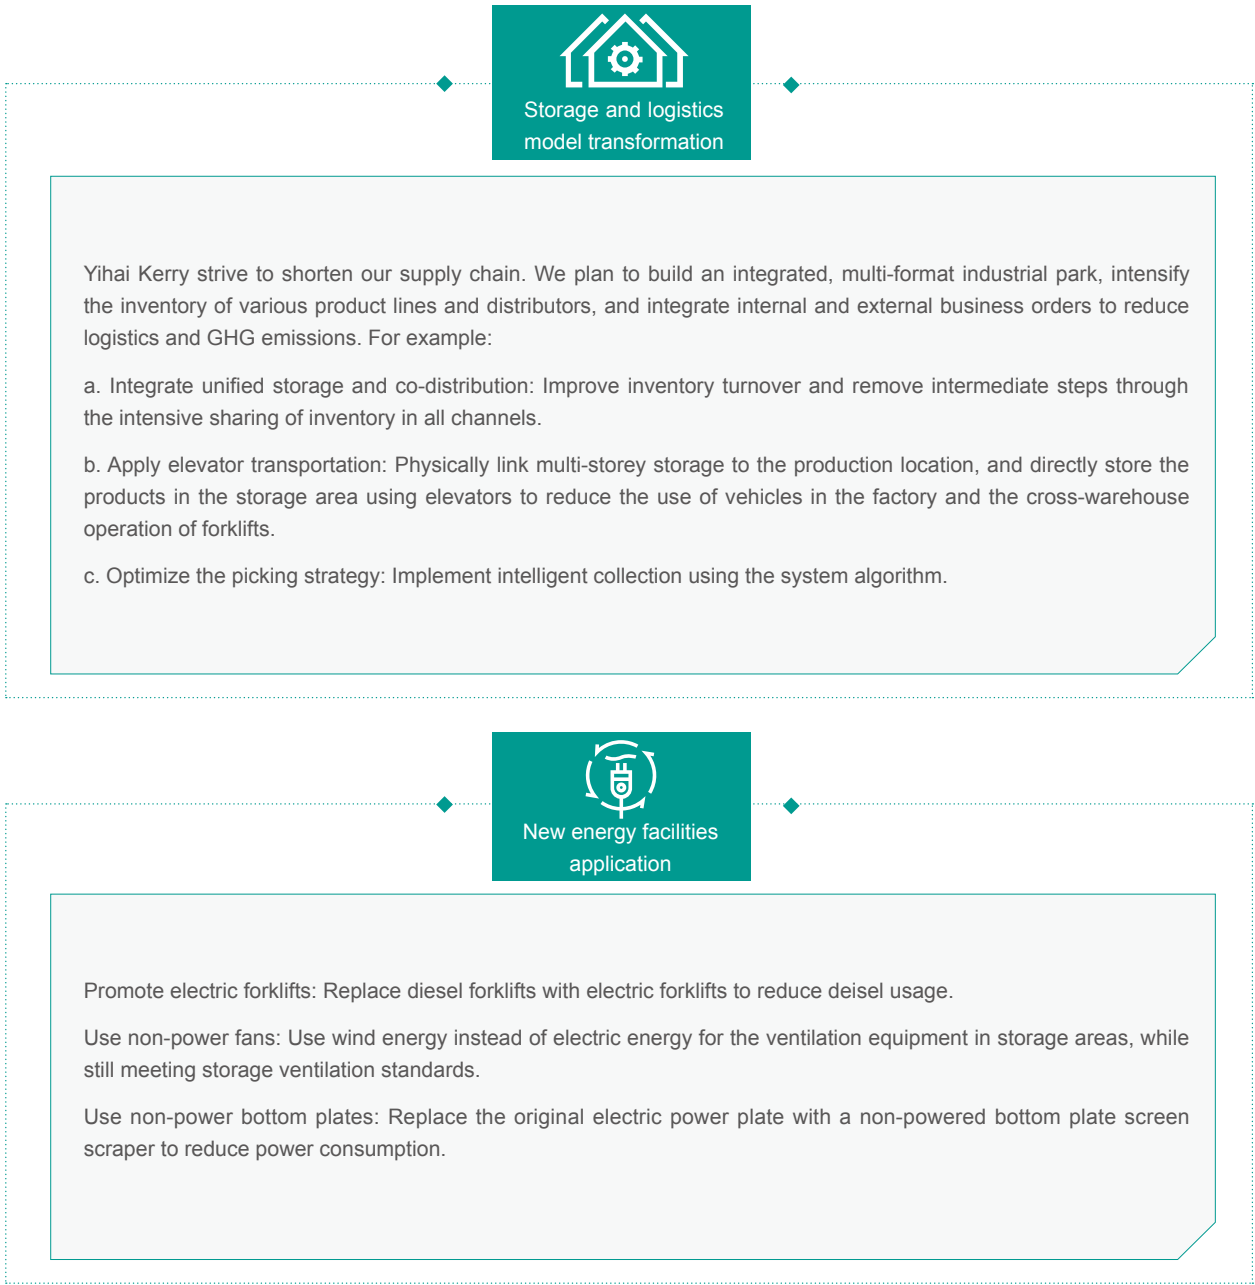 Storage and logistics
model transformation
Yihai Kerry strive to shorten our supply chain. We plan to build an integrated, multi-format industrial park, intensify
the inventory of various product lines and distributors, and integrate internal and external business orders to reduce
logistics and GHG emissions. For example:
a. Integrate unified storage and co-distribution: Improve inventory turnover and remove intermediate steps through
the intensive sharing of inventory in all channels.
b. Apply elevator transportation: Physically link multi-storey storage to the production location, and directly store the
products in the storage area using elevators to reduce the use of vehicles in the factory and the cross-warehouse
operation of forklifts.
c. Optimize the picking strategy: Implement intelligent collection using the system algorithm.
New energy facilities
application
Promote electric forklifts: Replace diesel forklifts with electric forklifts to reduce deisel usage.
Use non-power fans: Use wind energy instead of electric energy for the ventilation equipment in storage areas, while
still meeting storage ventilation standards.
Use non-power bottom plates: Replace the original electric power plate with a non-powered bottom plate screen
scraper to reduce power consumption.